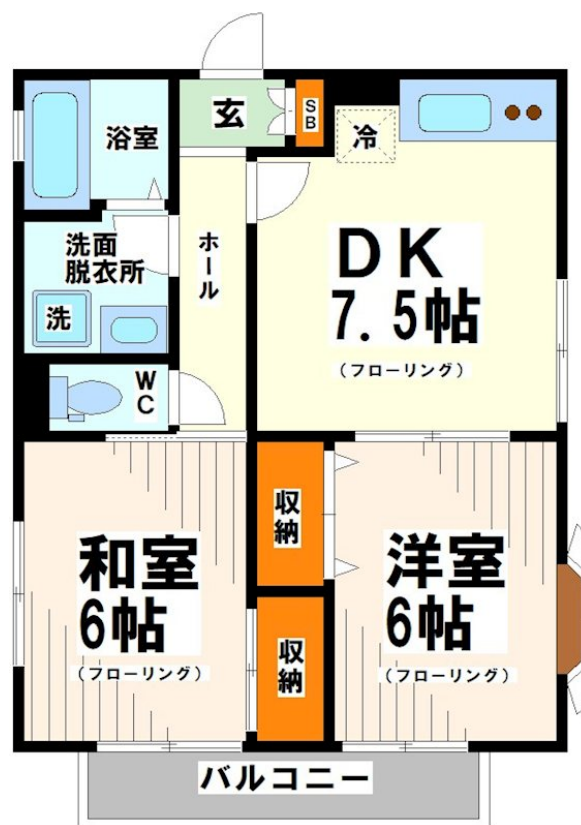 玄
SB
浴室
冷
ホール
洗面
脱衣所
DK
7.5帖
(フローリング)
洗
WC
収納
和室
6帖
(フローリング)
洋室
6帖
(フローリング)
収納
バルコニー